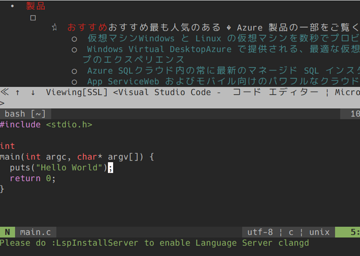 • 製品
□
☆ おすすめおすすめ最も人気のある ❖ Azure 製品の一部をご覧く
○ 仮想マシンWindows と Linux の仮想マシンを数秒でプロビ
○ Windows Virtual DesktopAzure で提供される、最適な仮想
プのエクスペリエンス
○ Azure SQLクラウド内の常に最新のマネージド SQL インス
○ App ServiceWeb およびモバイル向けのパワフルなクラウド
≪ ↑ ↓ Viewing[SSL] <Visual Studio Code - コード エディター ¦ Micro
>
bash [~] 10
#include <stdio.h>
int
main(int argc, char* argv[]) {
puts("Hello World");
return 0;
}
N main.c utf-8 ¦ c ¦ unix 5:
Please do :LspInstallServer to enable Language Server clangd